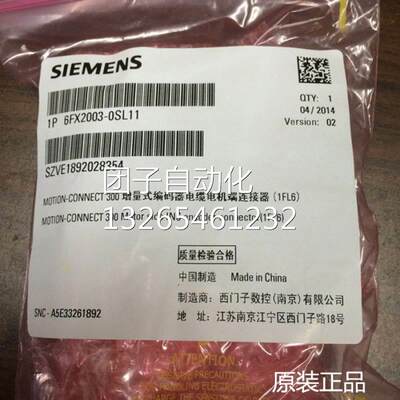 SIEMENS
1P 6FX2003-0SL11
QTY: 1
04/2014
Version: 02
SZVE1892028354
团子自动化
MOTION-CONNECT 300 增量式编码器电缆电机端连接器 (1FL6)
13265461232
质量检验合格
中国制造 Made in China
制造商: 西门子数控(南京)有限公司
地址: 江苏南京江宁区西门子路18号
SNC - A5E33261892
ATTENTION
原装正品